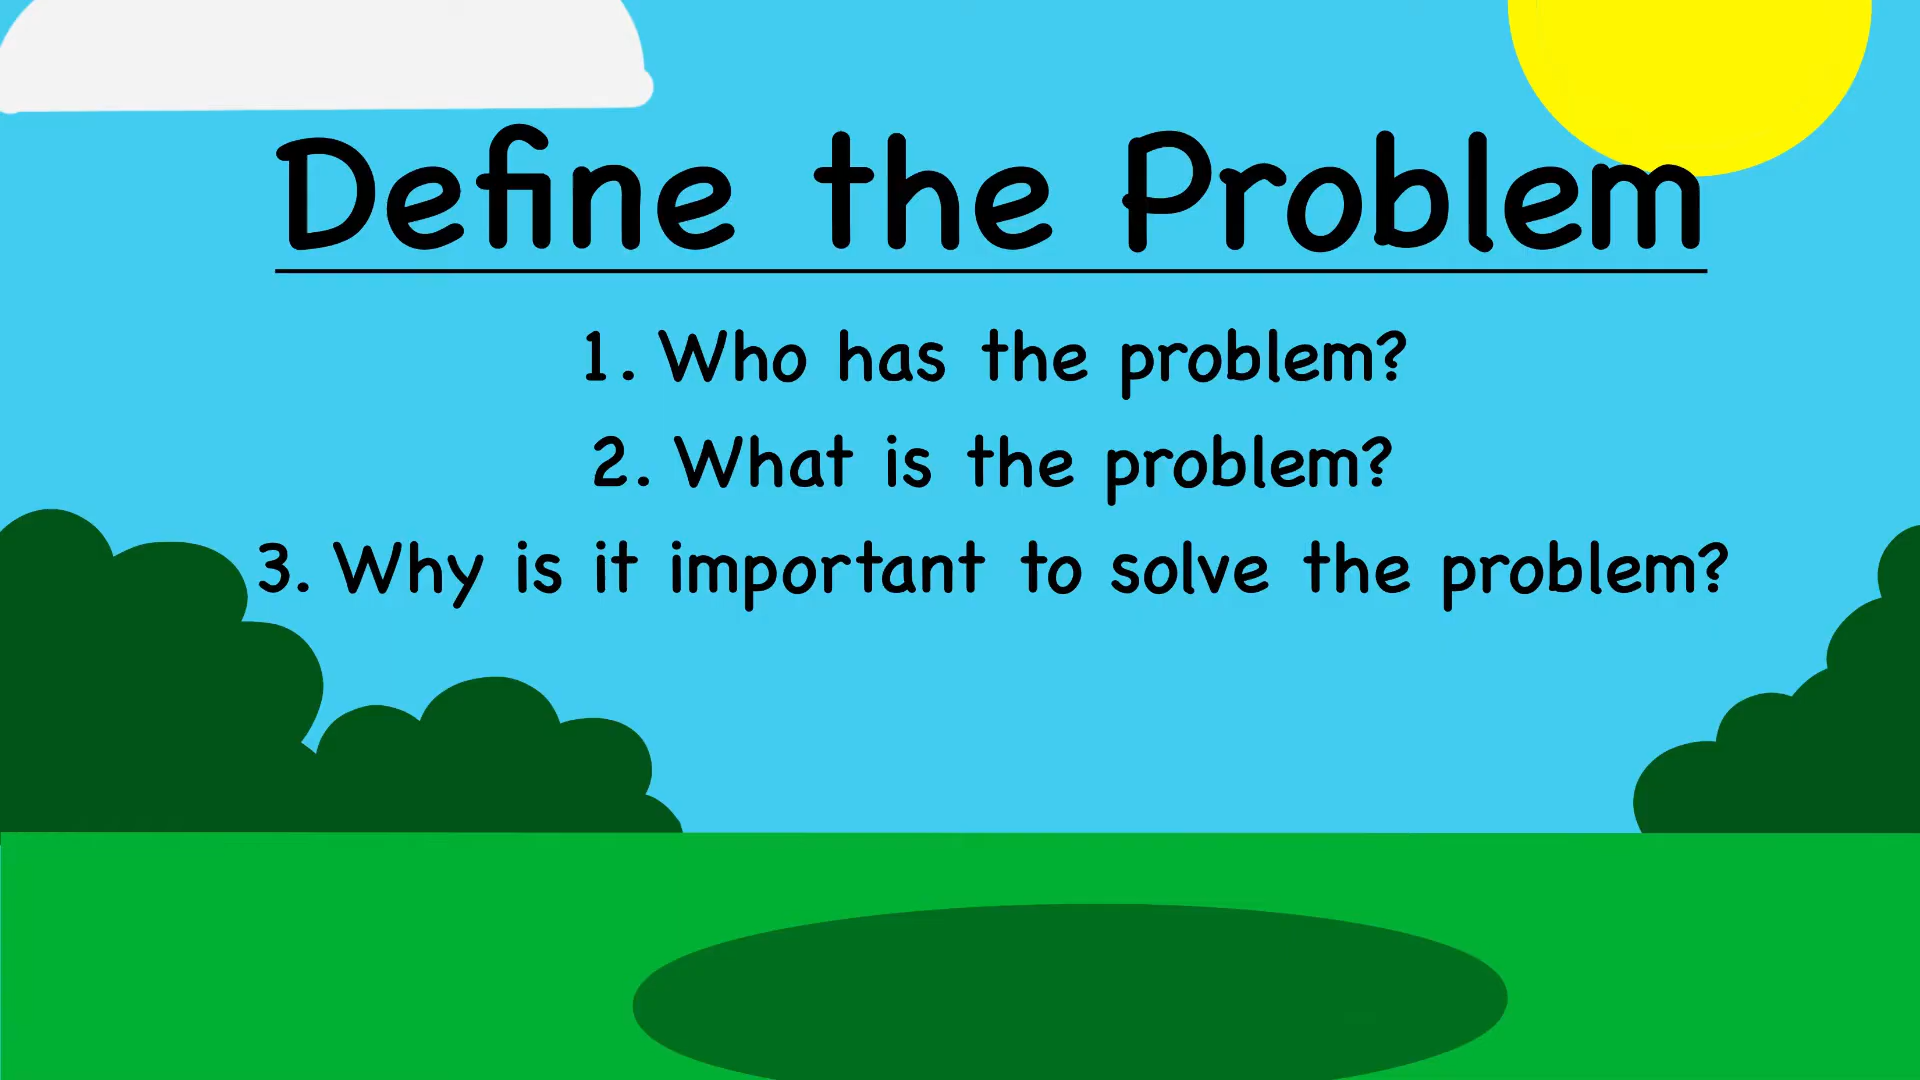 Define the Problem
1. Who has the problem?
2. What is the problem?
3. Why is it important to solve the problem?